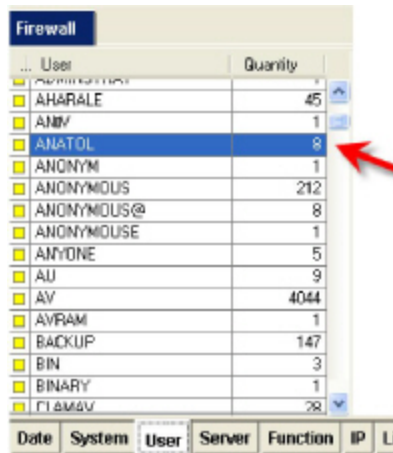 Firewall
... User Quantity
AHARALE 45
1
ANATOL 8
ANONYM 1
ANONYMOUS 212
ANONYMOUS@ 8
ANONYMOUSE 1
ANYONE 5
AU 9
AV 4044
AVRAM 1
BACKUP 147
BIN 3
BINARY 1
CLAMAV 28
Date System User Server Function IP